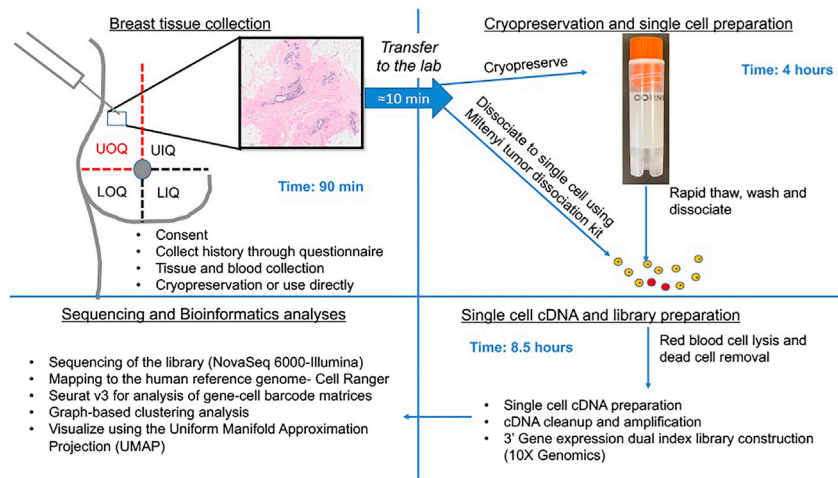 Breast tissue collection
UOQ
UIQ
LOQ
LIQ
Time: 90 min
• Consent
• Collect history through questionnaire
• Tissue and blood collection
• Cryopreservation or use directly
Transfer
to the lab
≈10 min
Cryopreservation and single cell preparation
Cryopreserve
Time: 4 hours
Dissociate to single cell using
Miltenyi tumor dissociation kit
Rapid thaw, wash and
dissociate
Single cell cDNA and library preparation
Time: 8.5 hours
Red blood cell lysis and
dead cell removal
• Single cell cDNA preparation
• cDNA cleanup and amplification
• 3’ Gene expression dual index library construction
(10X Genomics)
Sequencing and Bioinformatics analyses
• Sequencing of the library (NovaSeq 6000-Illumina)
• Mapping to the human reference genome- Cell Ranger
• Seurat v3 for analysis of gene-cell barcode matrices
• Graph-based clustering analysis
• Visualize using the Uniform Manifold Approximation
Projection (UMAP)